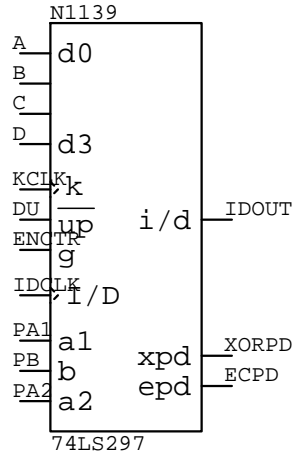 N1139
A d0
B
C
D d3
KCLK k
DU up
ENCTR g
i/d IDOUT
IDCLK I/D
PA1 a1
xpd XORPD
PB b
epd ECPD
PA2 a2
74LS297